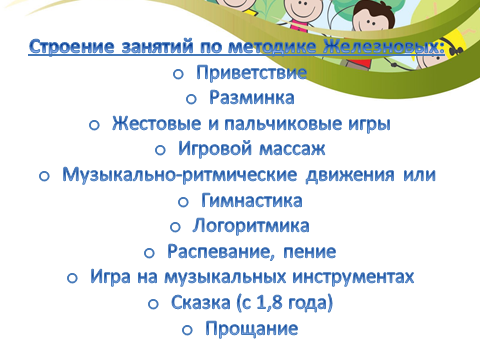 Строение занятий по методике Железновых:
o Приветствие
o Разминка
o Жестовые и пальчиковые игры
o Игровой массаж
o Музыкально-ритмические движения или
o Гимнастика
o Логоритмика
o Распевание, пение
o Игра на музыкальных инструментах
o Сказка (с 1,8 года)
o Прощание